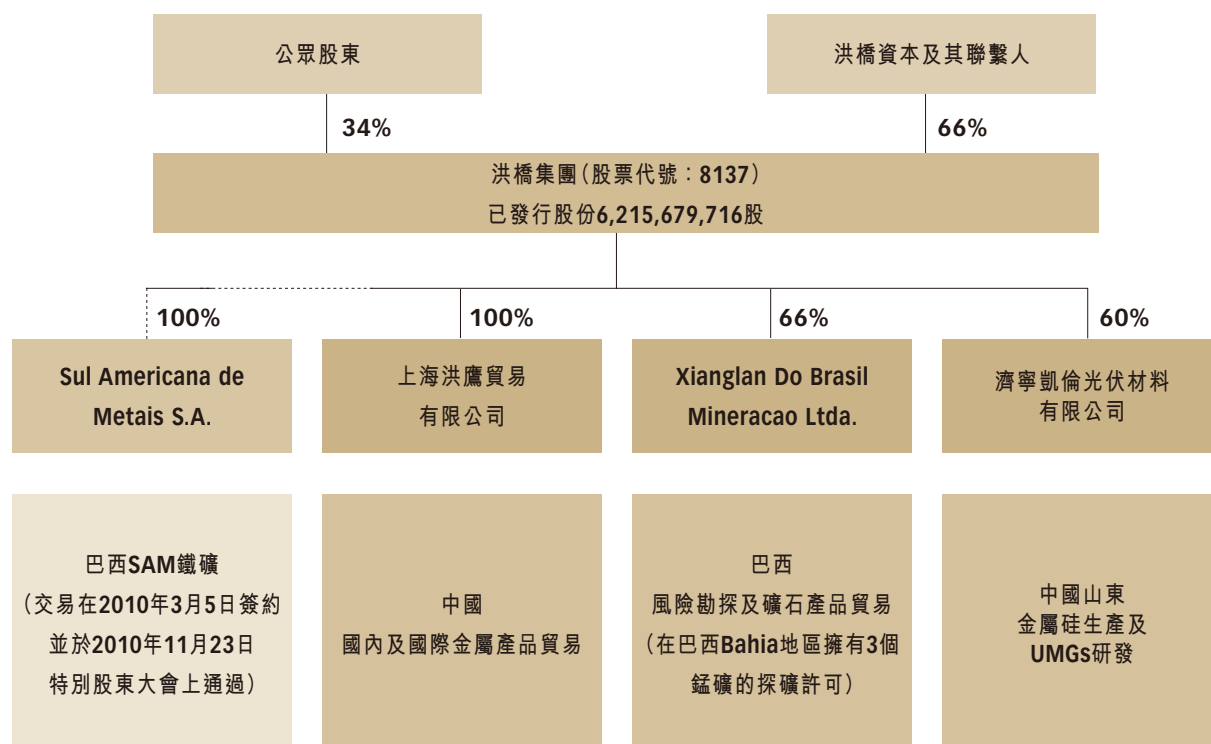 公眾股東
洪橋資本及其聯繫人
34%
66%
洪橋集團（股票代號：8137）
已發行股份6,215,679,716股
100%
100%
66%
60%
Sul Americana de
Metais S.A.
上海洪鷹貿易
有限公司
Xianglan Do Brasil
Mineracao Ltda.
濟寧凱倫光伏材料
有限公司
巴西SAM鐵礦
（交易在2010年3月5日簽約
並於2010年11月23日
特別股東大會上通過）
中國
國內及國際金屬產品貿易
巴西
風險勘探及礦石產品貿易
（在巴西Bahia地區擁有3個
錳礦的探礦許可）
中國山東
金屬硅生產及
UMGs研發